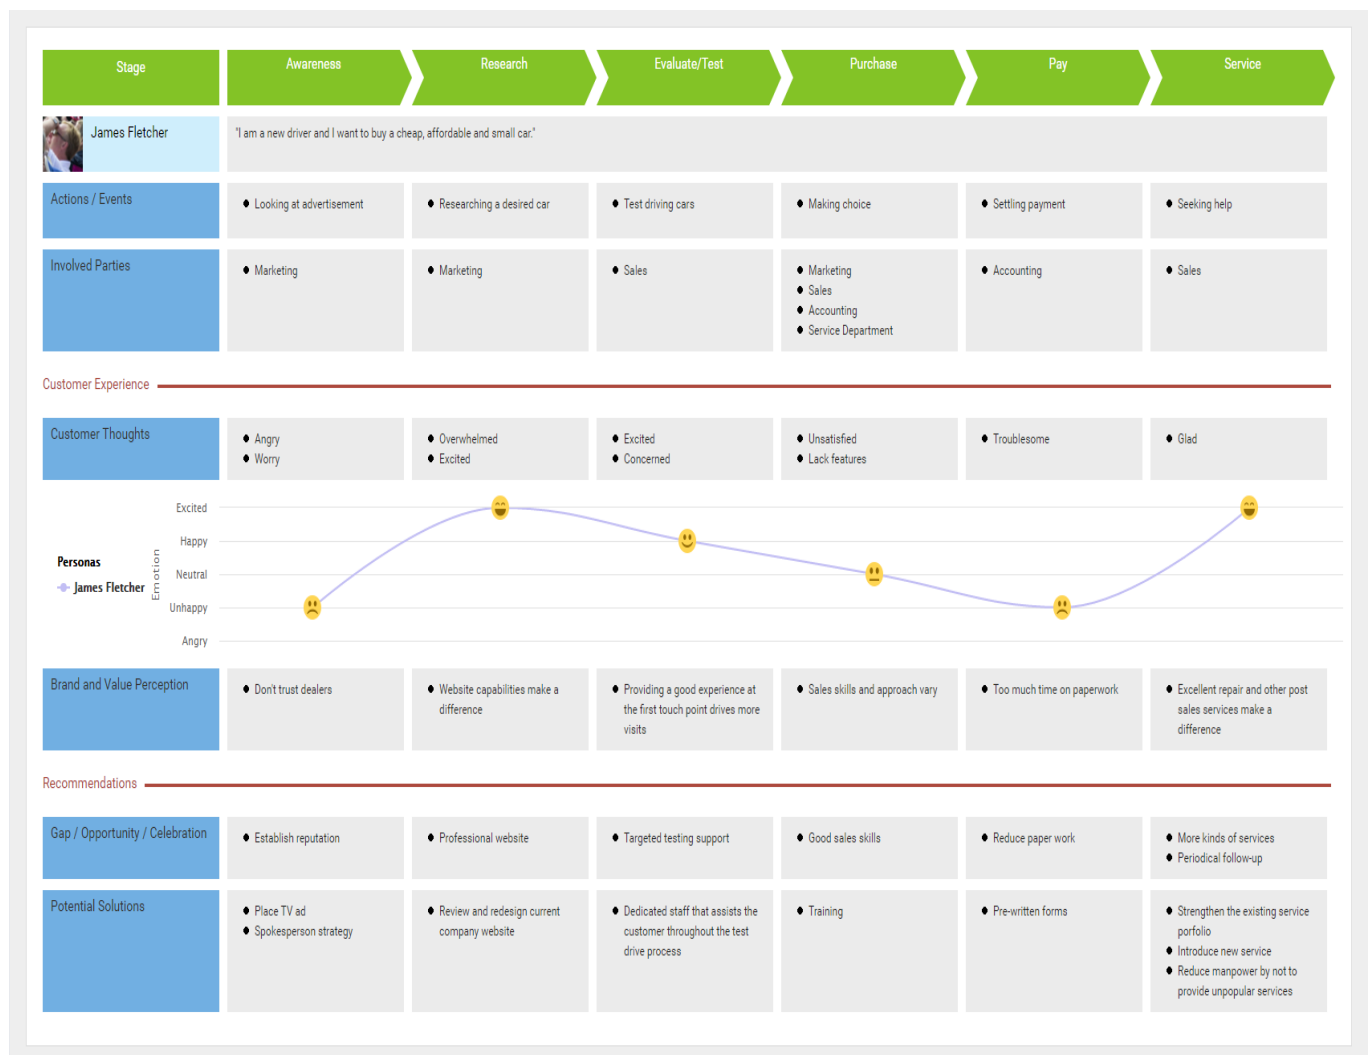 Stage
Awareness
Research
Evaluate/Test
Purchase
Pay
Service
James Fletcher
"I am a new driver and I want to buy a cheap, affordable and small car."
Actions / Events
Looking at advertisement
Researching a desired car
Test driving cars
Making choice
Settling payment
Seeking help
Involved Parties
Marketing
Marketing
Sales
Marketing
Sales
Accounting
Service Department
Accounting
Sales
Customer Experience
Customer Thoughts
Angry
Worry
Overwhelmed
Excited
Excited
Concerned
Unsatisfied
Lack features
Troublesome
Glad
Personas
James Fletcher
Emotion
Excited
Happy
Neutral
Unhappy
Angry
Brand and Value Perception
Don't trust dealers
Website capabilities make a
difference
Providing a good experience at
the first touch point drives more
visits
Sales skills and approach vary
Too much time on paperwork
Excellent repair and other post
sales services make a
difference
Recommendations
Gap / Opportunity / Celebration
Establish reputation
Professional website
Targeted testing support
Good sales skills
Reduce paper work
More kinds of services
Periodical follow-up
Potential Solutions
Place TV ad
Spokesperson strategy
Review and redesign current
company website
Dedicated staff that assists the
customer throughout the test
drive process
Training
Pre-written forms
Strengthen the existing service
porfolio
Introduce new service
Reduce manpower by not to
provide unpopular services